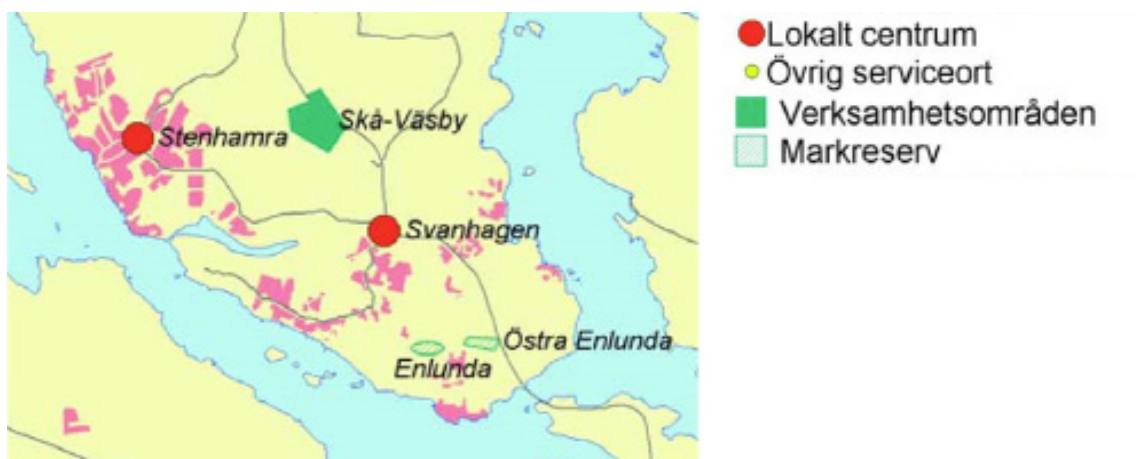 Stenhamra
Skå-Väsby
Svanhagen
Östra Enlunda
Enlunda
Lokalt centrum
Övrig serviceort
Verksamhetsområden
Markreserv